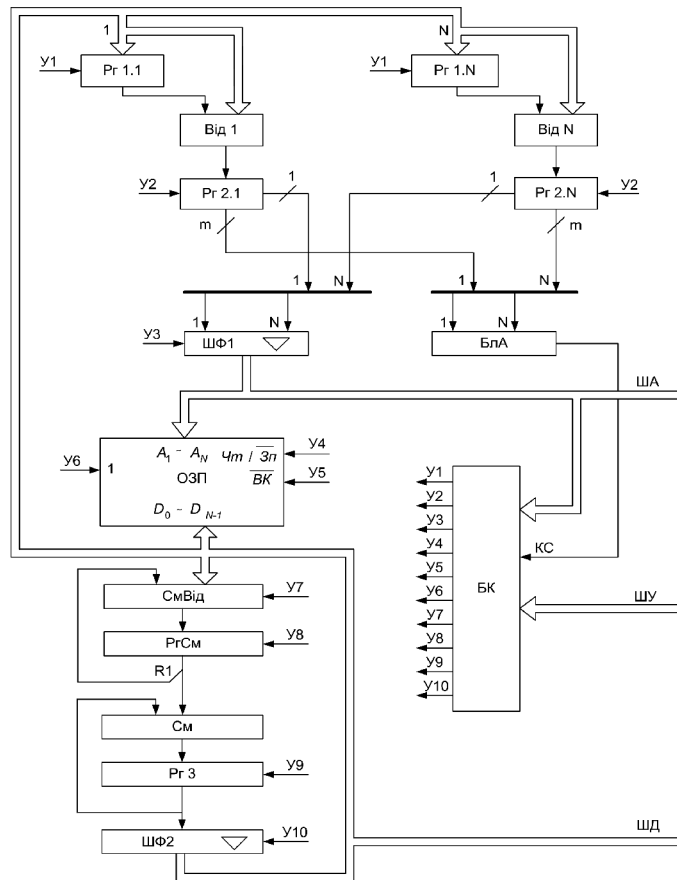 1 N
У1 Рг 1.1 У1 Рг 1.N
Від 1 Від N
У2 Рг 2.1 1 1 Рг 2.N У2
m m
1 N 1 N
1 N 1 N
У3 ШФ1 БлА
ША
A1 - AN Чт / Зп У4
У6 1 ОЗП ВК У5
D0 - D N-1
У1
У2
У3
У4 КС
У5 БК
У6 ШУ
У7
У8
У9
У10
СмВід У7
РгСм У8
R1
См
Рг 3 У9
ШД
ШФ2 У10